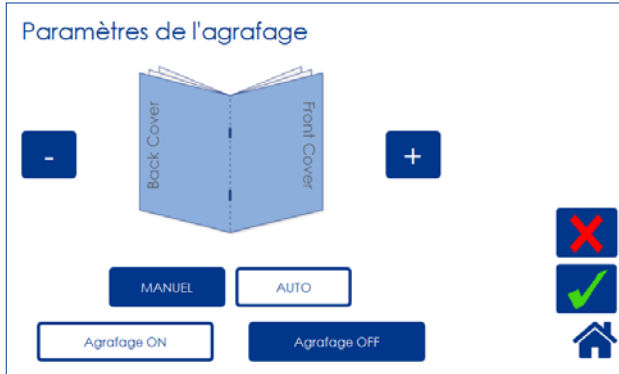 Paramètres de l'agrafage
Back Cover
Front Cover
-
+
MANUEL
AUTO
Agrafage ON
Agrafage OFF